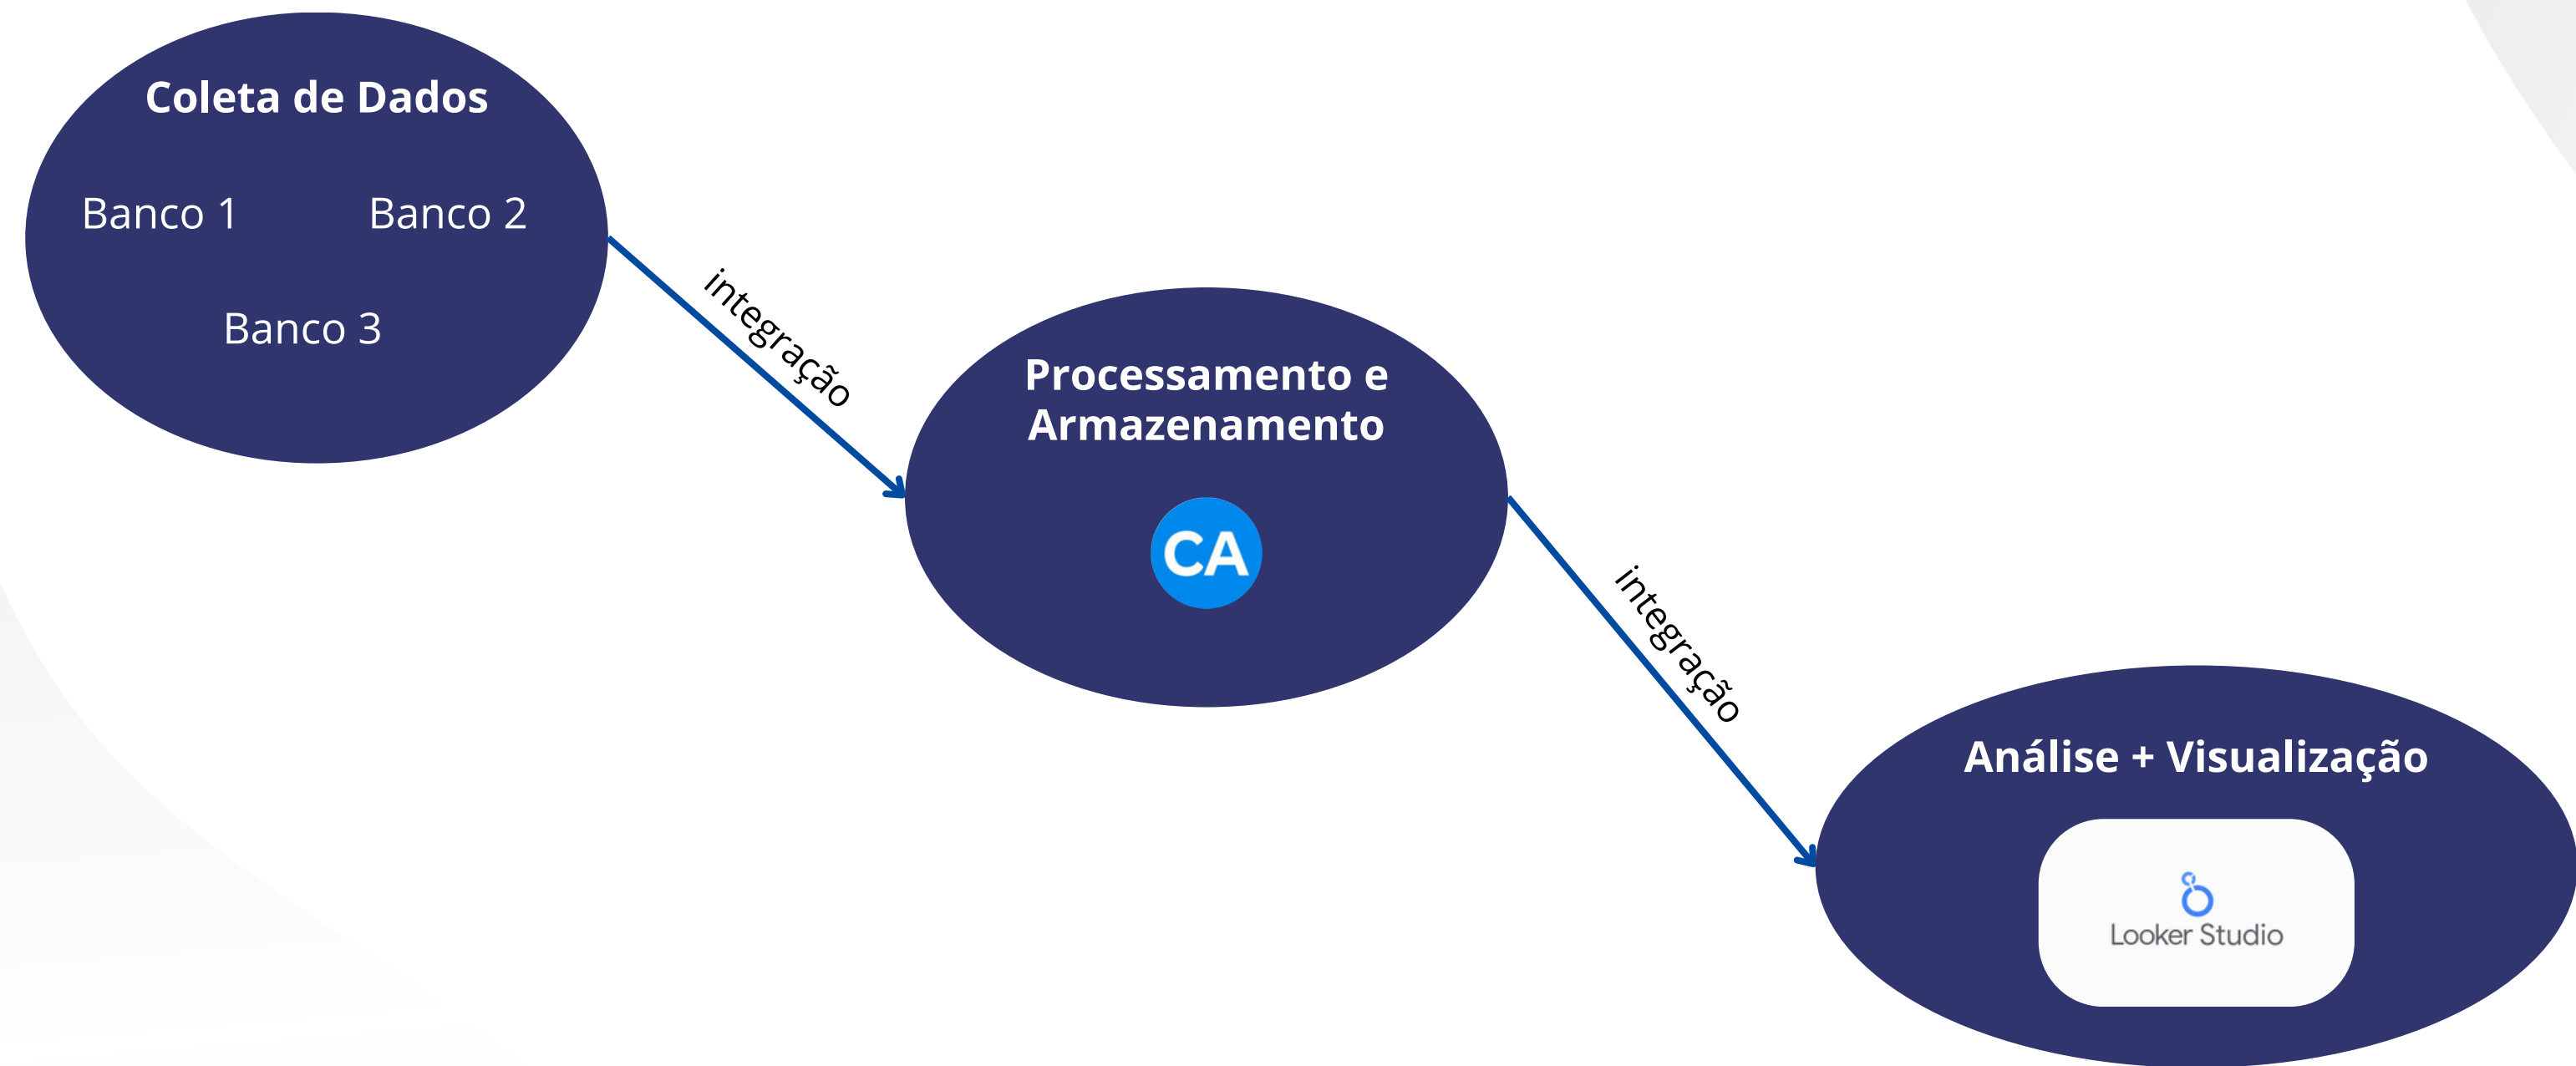 Coleta de Dados
Banco 1
Banco 2
Banco 3
integração
Processamento e
Armazenamento
CA
integração
Análise + Visualização
Looker Studio